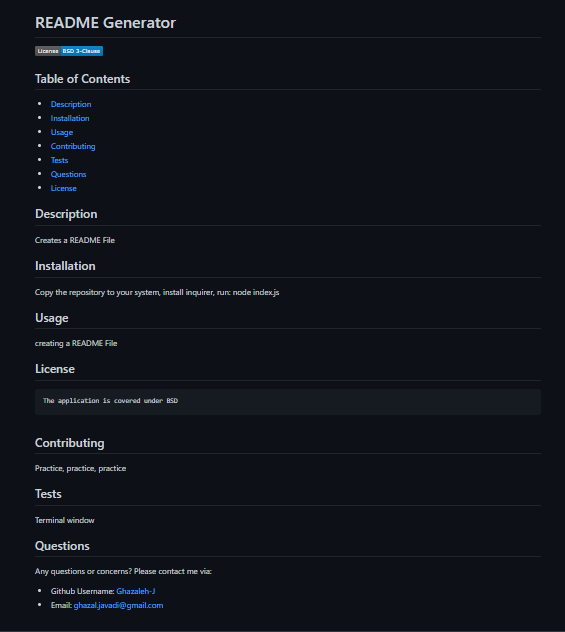 README Generator
License BSD 3-Clause
Table of Contents
Description
Installation
Usage
Contributing
Tests
Questions
License
Description
Creates a README File
Installation
Copy the repository to your system, install inquirer, run: node index.js
Usage
creating a README File
License
The application is covered under BSD
Contributing
Practice, practice, practice
Tests
Terminal window
Questions
Any questions or concerns? Please contact me via:
Github Username: Ghazaleh-J
Email: ghazal.javadi@gmail.com